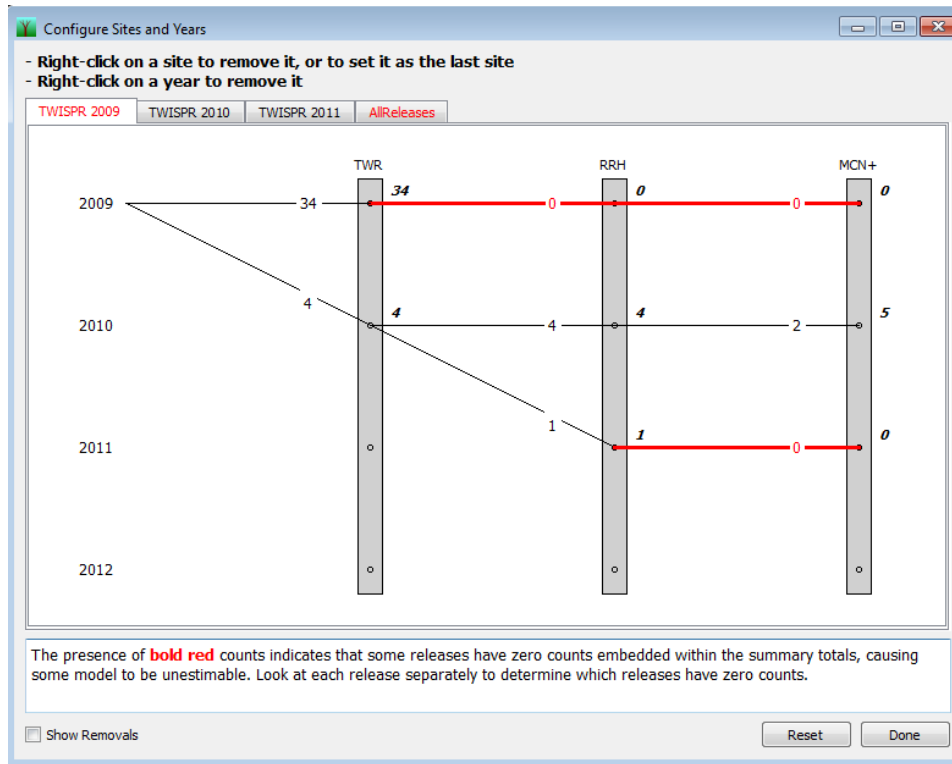 Configure Sites and Years
- Right-click on a site to remove it, or to set it as the last site
- Right-click on a year to remove it
TWISPR 2009 TWISPR 2010 TWISPR 2011 AllReleases
TWR RRH MCN+
34 0 0
2009 34 0 0
4
4 4 5
2010 4 2
1
1 0
2011 0
2012
The presence of bold red counts indicates that some releases have zero counts embedded within the summary totals, causing
some model to be unestimable. Look at each release separately to determine which releases have zero counts.
Show Removals Reset Done